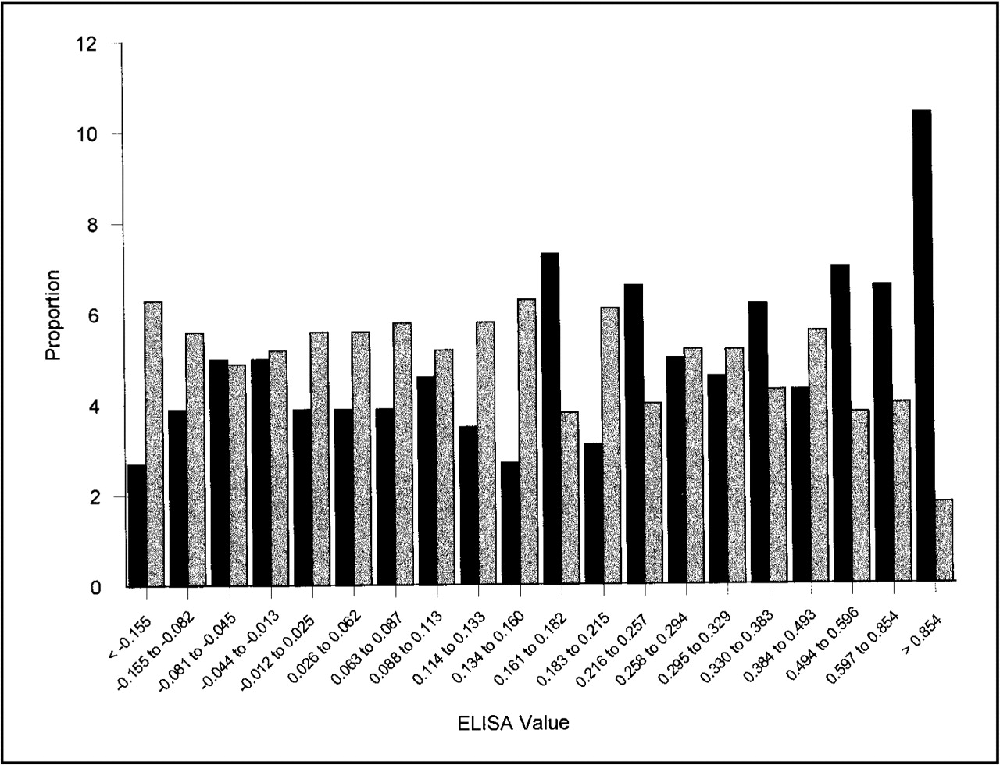 12
10
8
6
4
2
0
Proportion
< -0.155
-0.155 to -0.082
-0.081 to -0.045
-0.044 to -0.013
-0.012 to 0.025
0.026 to 0.062
0.063 to 0.087
0.088 to 0.113
0.114 to 0.133
0.134 to 0.160
0.161 to 0.182
0.183 to 0.215
0.216 to 0.257
0.258 to 0.294
0.295 to 0.329
0.330 to 0.383
0.384 to 0.493
0.494 to 0.596
0.597 to 0.854
> 0.854
ELISA Value